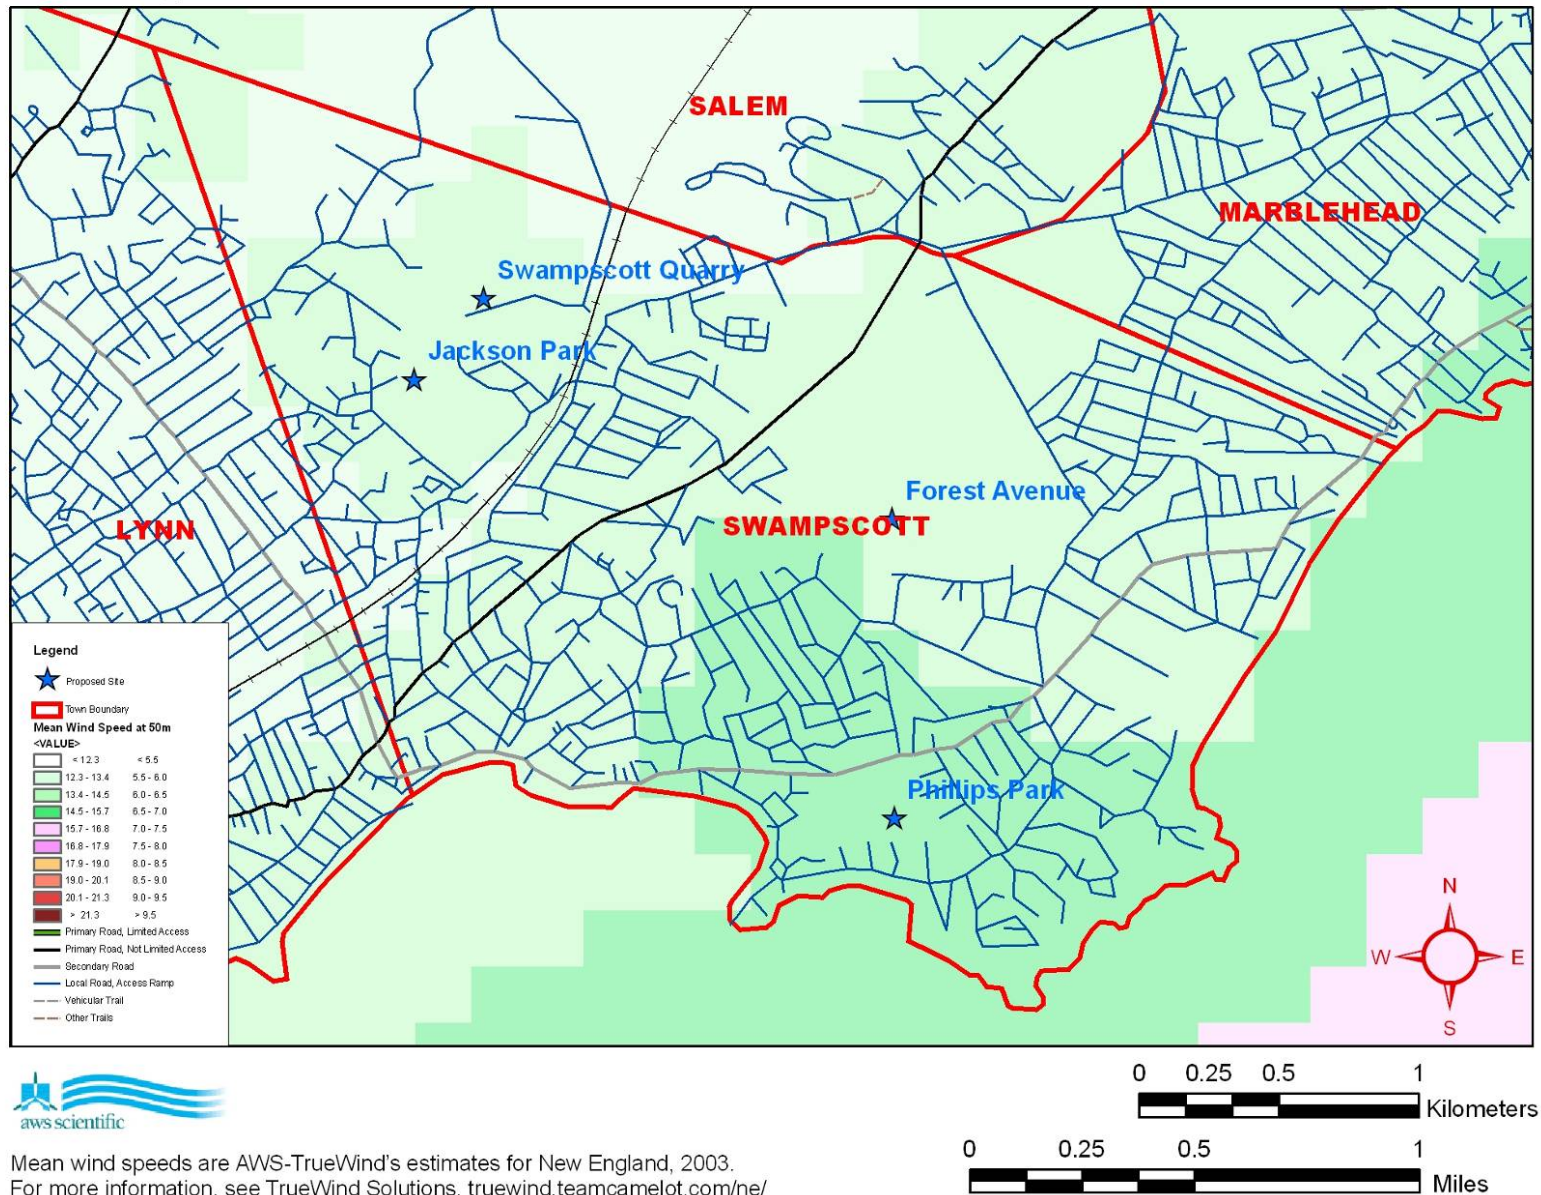 SALEM
MARBLEHEAD
Swampscott Quarry
Jackson Park
Forest Avenue
LYNN
SWAMPSCOTT
Phillips Park
Legend
Proposed Site
Town Boundary
Mean Wind Speed at 50m
<VALUE>
< 12.3 < 5.5
12.3 - 13.4 5.5 - 6.0
13.4 - 14.5 6.0 - 6.5
14.5 - 15.7 6.5 - 7.0
15.7 - 16.8 7.0 - 7.5
16.8 - 17.9 7.5 - 8.0
17.9 - 19.0 8.0 - 8.5
19.0 - 20.1 8.5 - 9.0
20.1 - 21.3 9.0 - 9.5
> 21.3 > 9.5
Primary Road, Limited Access
Primary Road, Not Limited Access
Secondary Road
Local Road, Access Ramp
Vehicular Trail
Other Trails
N
W E
S
aws scientific
0 0.25 0.5 1
Kilometers
0 0.25 0.5 1
Miles
Mean wind speeds are AWS-TrueWind's estimates for New England, 2003.
For more information, see TrueWind Solutions, truewind.teamcamelot.com/ne/